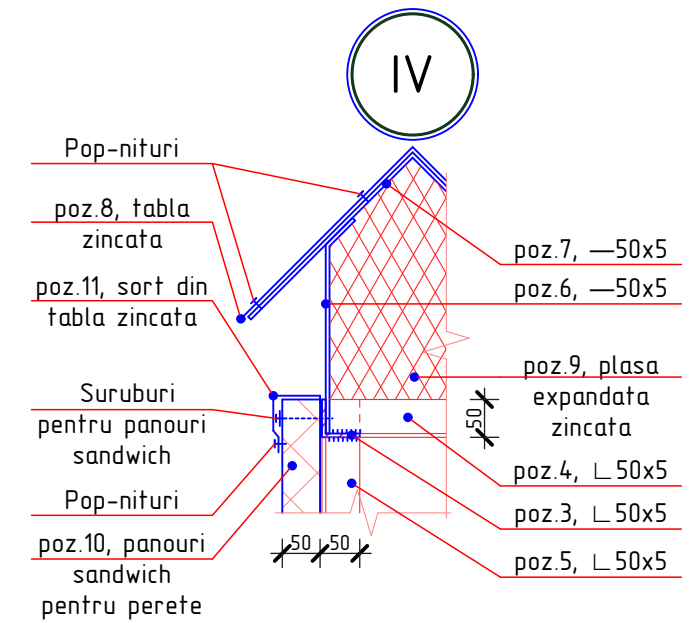 IV
Pop-nituri
poz.8, tabla
zincata
poz.11, sort din
tabla zincata
Suruburi
pentru panouri
sandwich
Pop-nituri
poz.10, panouri
sandwich
pentru perete
poz.7, —50x5
poz.6, —50x5
poz.9, plasa
expandata
zincata
poz.4, ∟50x5
poz.3, ∟50x5
poz.5, ∟50x5
50
50
50